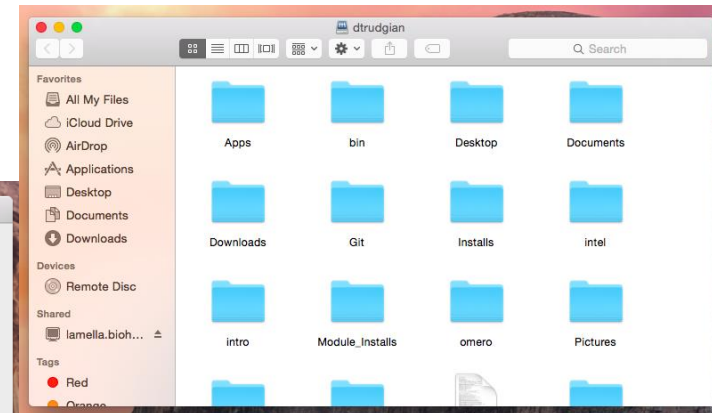 dtrudgian
Search
Favorites
All My Files
iCloud Drive
AirDrop
Applications
Desktop
Documents
Downloads
Devices
Remote Disc
Shared
lamella.bioh...
Tags
Red
Orange
Apps bin Desktop Documents
Downloads Git Installs intel
intro Module_Installs omero Pictures